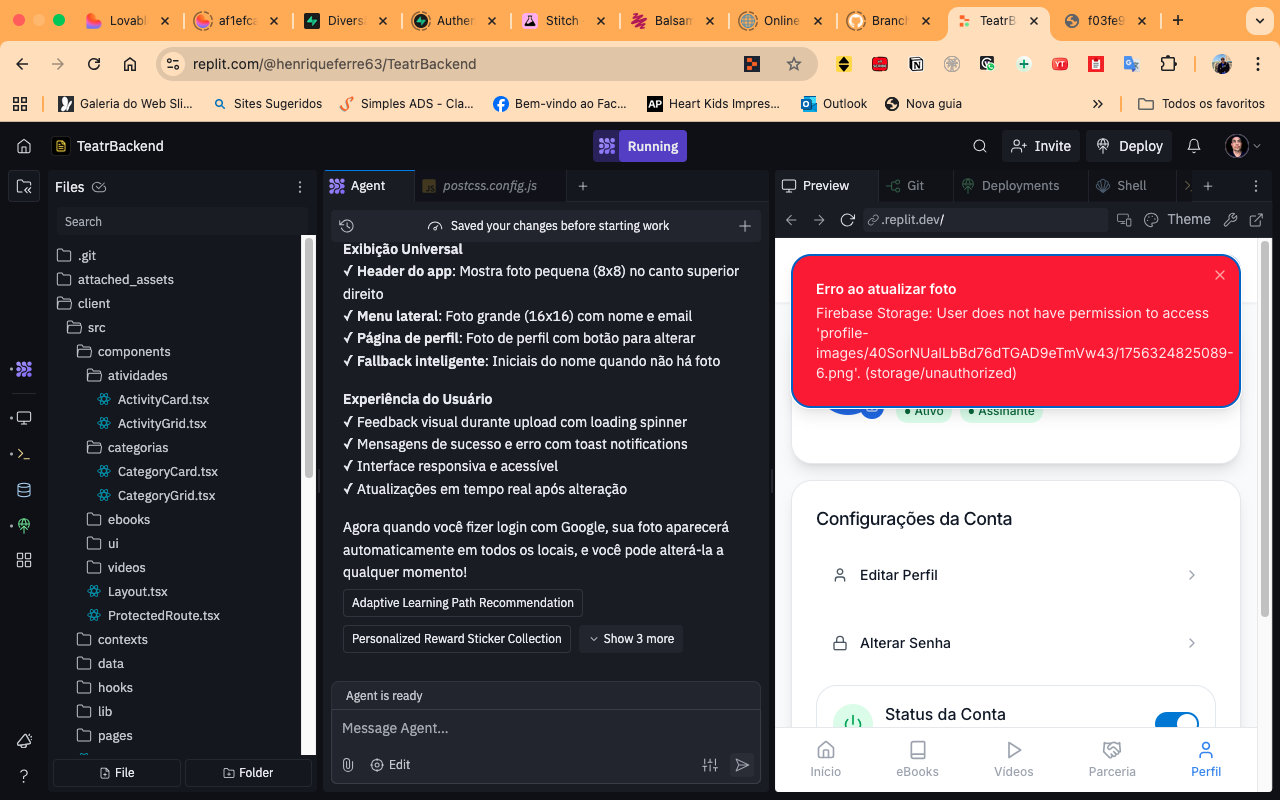 Lovabl
af1efca
Diversi
Authen
Stitch
Balsam
Online
Branch
TeatrB
f03fe9
replit.com/@henriqueferre63/TeatrBackend
Galeria do Web Sli...
Sites Sugeridos
Simples ADS - Cla...
Bem-vindo ao Fac...
AP
Heart Kids Impres...
Outlook
Nova guia
Todos os favoritos
TeatrBackend
Running
Invite
Deploy
Files
Search
.git
attached_assets
client
src
components
atividades
ActivityCard.tsx
ActivityGrid.tsx
categorias
CategoryCard.tsx
CategoryGrid.tsx
ebooks
ui
videos
Layout.tsx
ProtectedRoute.tsx
contexts
data
hooks
lib
pages
File
Folder
Agent
postcss.config.js
Saved your changes before starting work
Exibição Universal
✓ Header do app: Mostra foto pequena (8x8) no canto superior
direito
✓ Menu lateral: Foto grande (16x16) com nome e email
✓ Página de perfil: Foto de perfil com botão para alterar
✓ Fallback inteligente: Iniciais do nome quando não há foto
Experiência do Usuário
✓ Feedback visual durante upload com loading spinner
✓ Mensagens de sucesso e erro com toast notifications
✓ Interface responsiva e acessível
✓ Atualizações em tempo real após alteração
Agora quando você fizer login com Google, sua foto aparecerá
automaticamente em todos os locais, e você pode alterá-la a
qualquer momento!
Adaptive Learning Path Recommendation
Personalized Reward Sticker Collection
Show 3 more
Agent is ready
Message Agent...
Edit
Preview
Git
Deployments
Shell
.replit.dev/
Theme
Erro ao atualizar foto
Firebase Storage: User does not have permission to access
'profile-
images/40SorNUaILbBd76dTGAD9eTmVw43/1756324825089-
6.png'. (storage/unauthorized)
Ativo
Assinante
Configurações da Conta
Editar Perfil
Alterar Senha
Status da Conta
Início
eBooks
Vídeos
Parceria
Perfil